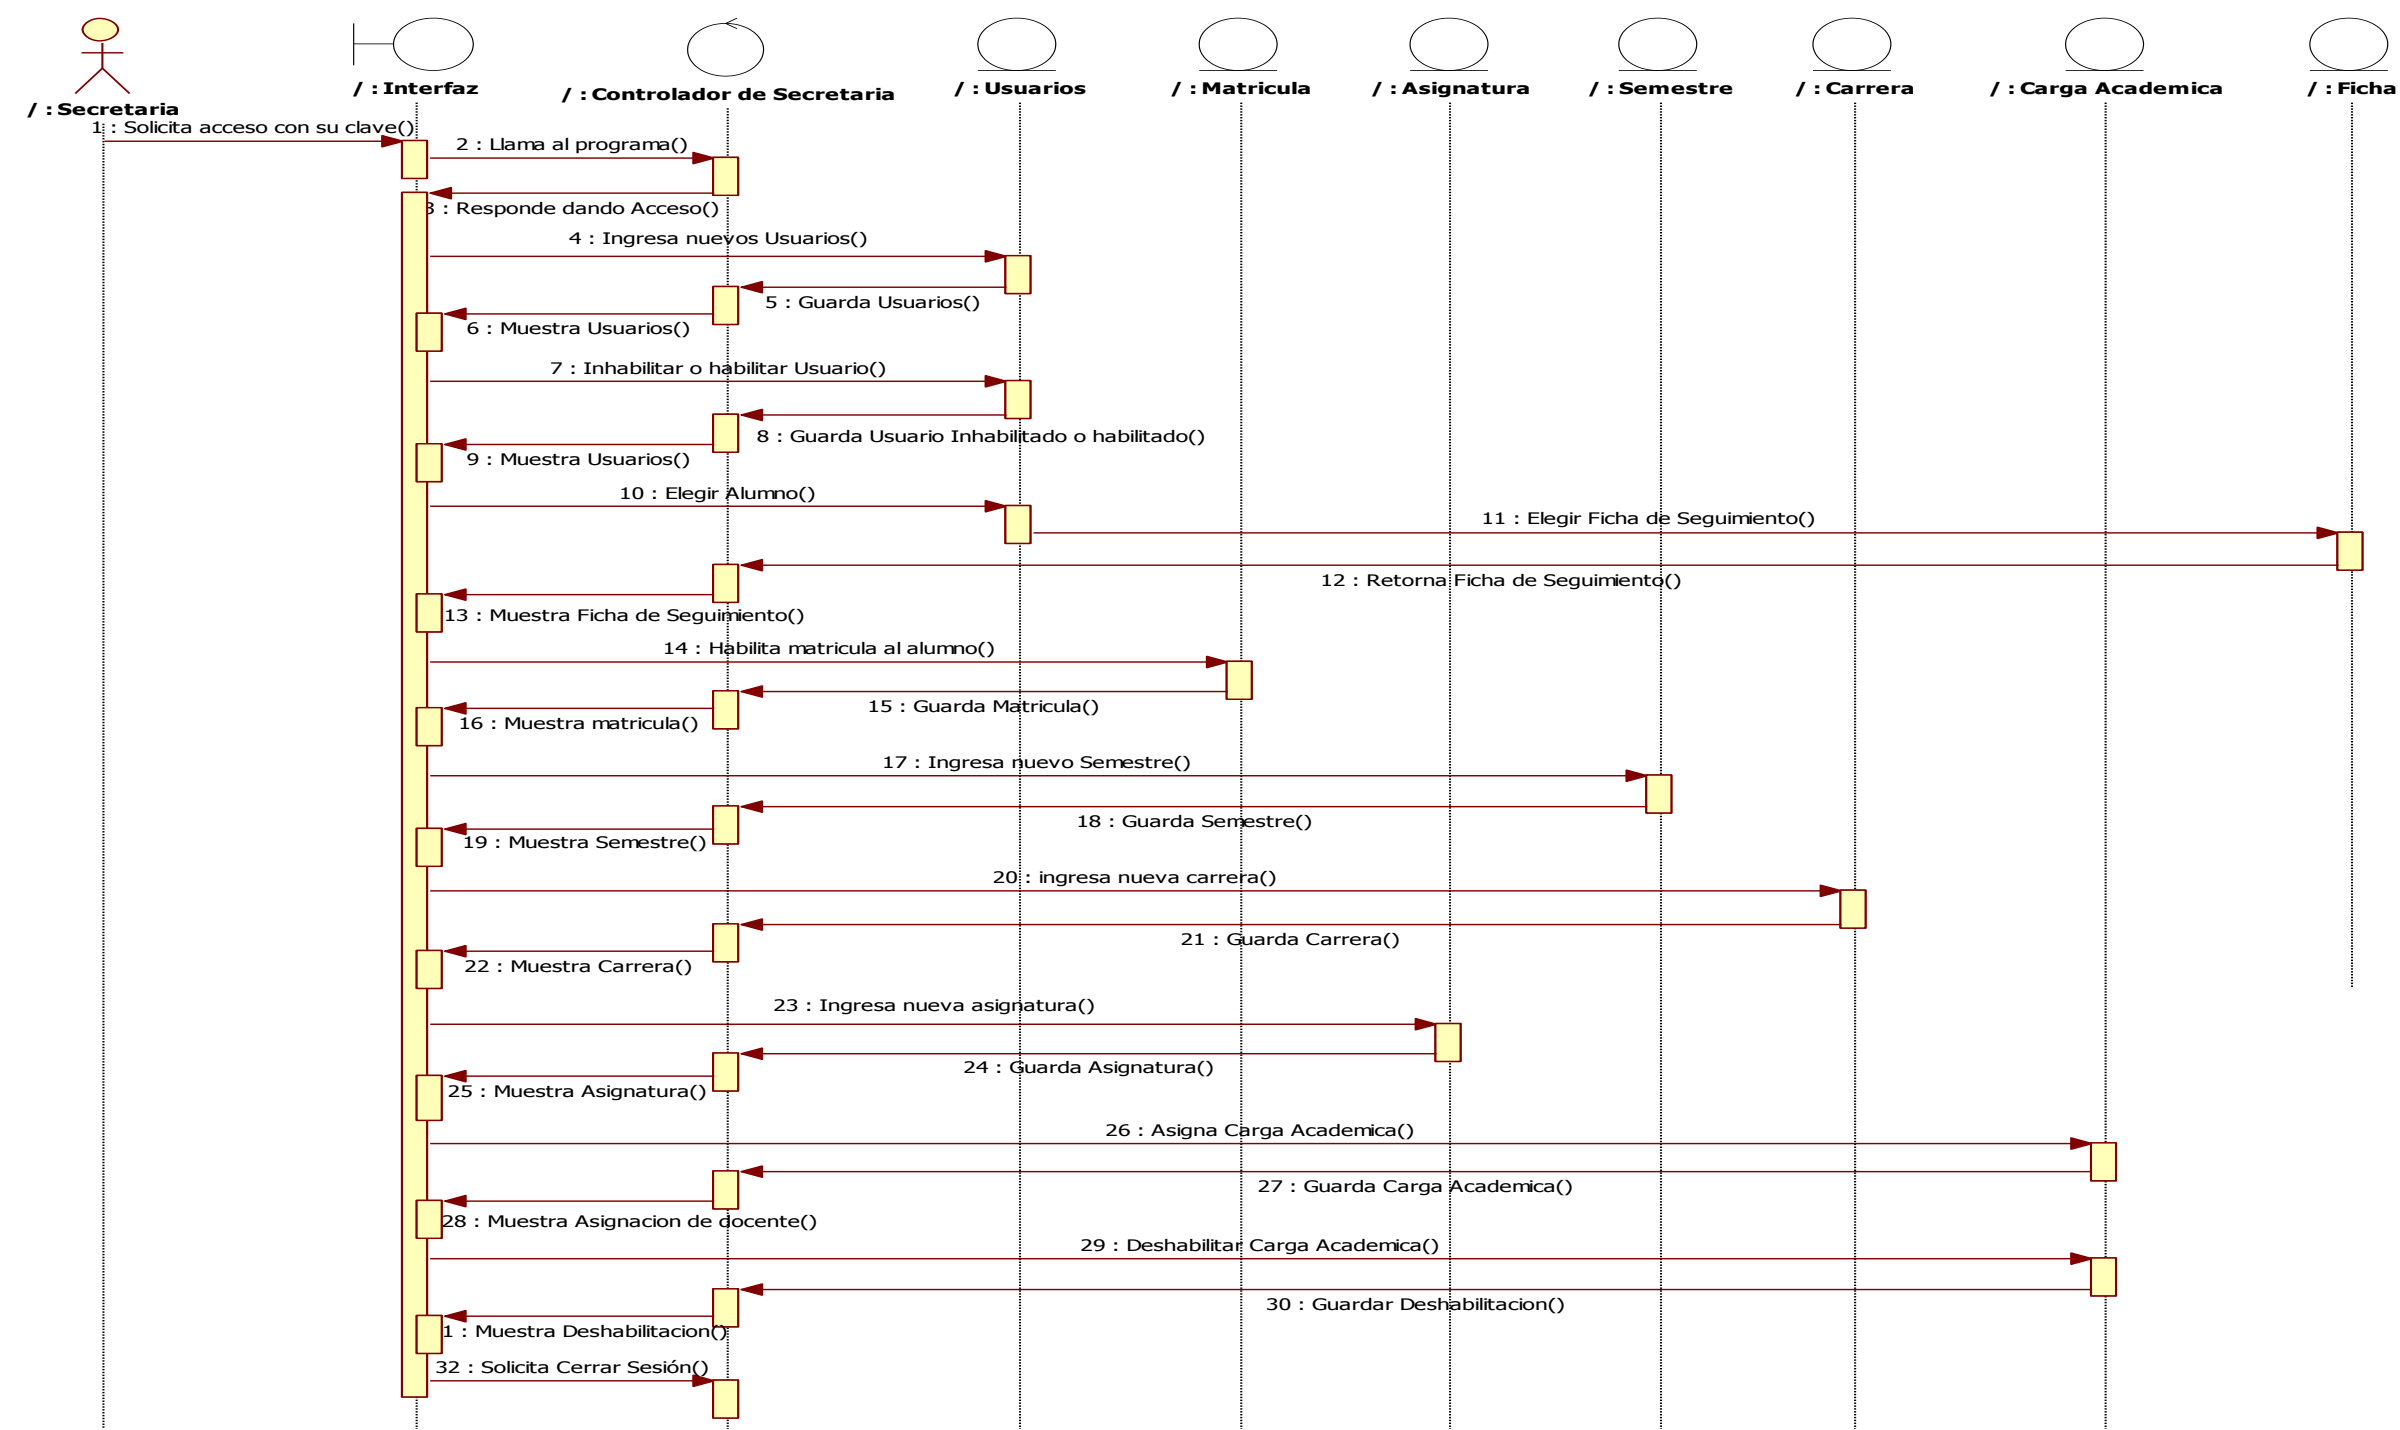 / : Secretaria
/ : Interfaz
/ : Controlador de Secretaria
/ : Usuarios
/ : Matricula
/ : Asignatura
/ : Semestre
/ : Carrera
/ : Carga Academica
/ : Ficha
1 : Solicita acceso con su clave()
2 : Llama al programa()
3 : Responde dando Acceso()
4 : Ingresa nuevos Usuarios()
5 : Guarda Usuarios()
6 : Muestra Usuarios()
7 : Inhabilitar o habilitar Usuario()
8 : Guarda Usuario Inhabilitado o habilitado()
9 : Muestra Usuarios()
10 : Elegir Alumno()
11 : Elegir Ficha de Seguimiento()
12 : Retorna Ficha de Seguimiento()
13 : Muestra Ficha de Seguimiento()
14 : Habilita matricula al alumno()
15 : Guarda Matricula()
16 : Muestra matricula()
17 : Ingresa nuevo Semestre()
18 : Guarda Semestre()
19 : Muestra Semestre()
20 : ingresa nueva carrera()
21 : Guarda Carrera()
22 : Muestra Carrera()
23 : Ingresa nueva asignatura()
24 : Guarda Asignatura()
25 : Muestra Asignatura()
26 : Asigna Carga Academica()
27 : Guarda Carga Academica()
28 : Muestra Asignacion de docente()
29 : Deshabilitar Carga Academica()
30 : Guardar Deshabilitacion()
1 : Muestra Deshabilitacion()
32 : Solicita Cerrar Sesión()